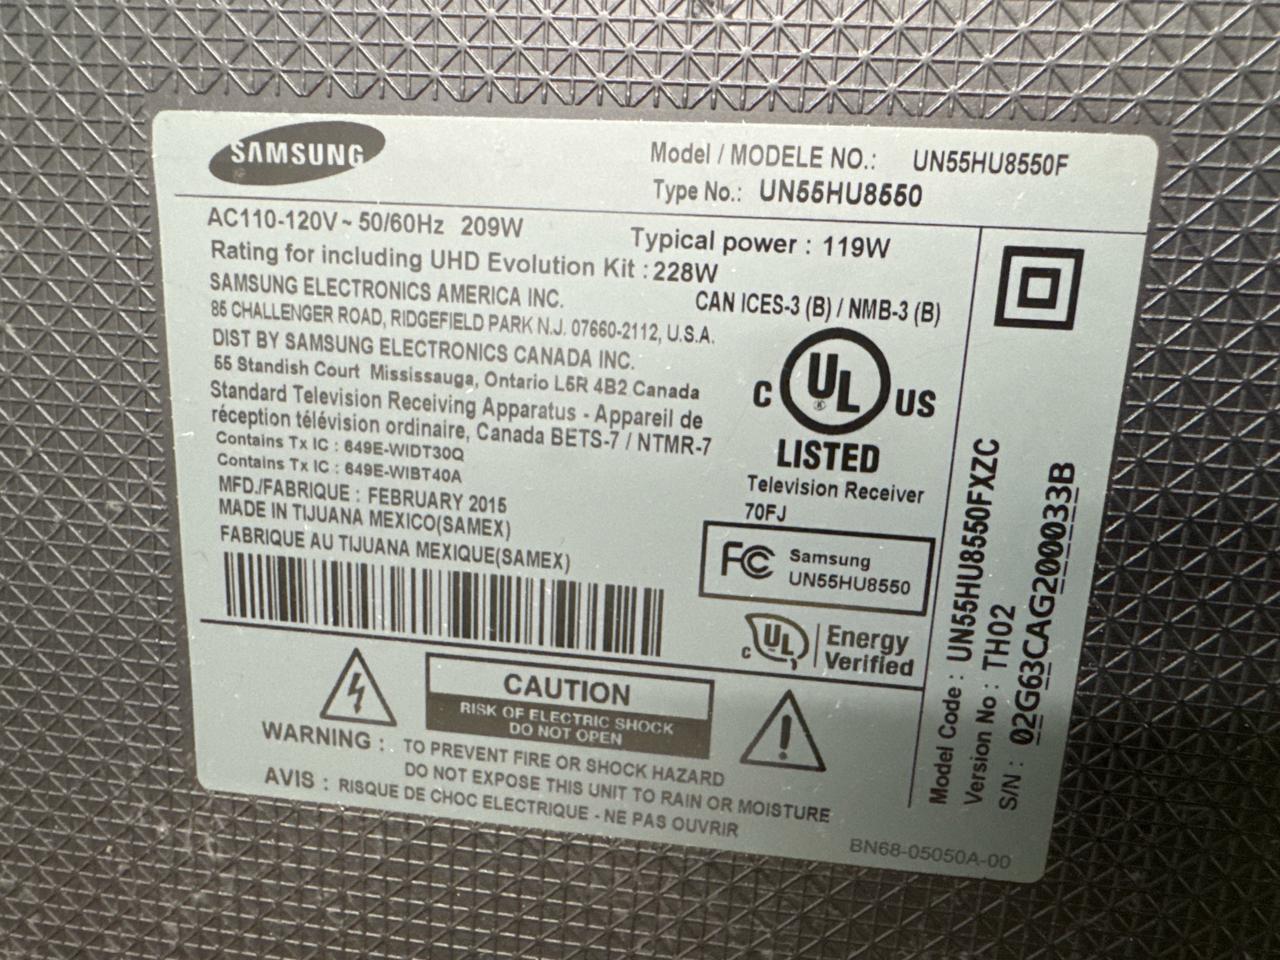 SAMSUNG
Model / MODELE NO.: UN55HU8550F
Type No.: UN55HU8550
AC110-120V ~ 50/60Hz 209W
Typical power : 119W
Rating for including UHD Evolution Kit : 228W
SAMSUNG ELECTRONICS AMERICA INC.
85 CHALLENGER ROAD, RIDGEFIELD PARK N.J. 07660-2112, U.S.A.
DIST BY SAMSUNG ELECTRONICS CANADA INC.
55 Standish Court Mississauga, Ontario L5R 4B2 Canada
Standard Television Receiving Apparatus - Appareil de
réception télévision ordinaire, Canada BETS-7 / NTMR-7
Contains Tx IC : 649E-WIDT30Q
Contains Tx IC : 649E-WIBT40A
MFD./FABRIQUE : FEBRUARY 2015
MADE IN TIJUANA MEXICO(SAMEX)
FABRIQUE AU TIJUANA MEXIQUE(SAMEX)
CAN ICES-3 (B) / NMB-3 (B)
C UL ® US
LISTED
Television Receiver
70FJ
FC Samsung
UN55HU8550
c UL Energy
Verified
Model Code : UN55HU8550FXZC
Version No : TH02
S/N : 02G63CAG200033B
CAUTION
RISK OF ELECTRIC SHOCK
DO NOT OPEN
WARNING : TO PREVENT FIRE OR SHOCK HAZARD
DO NOT EXPOSE THIS UNIT TO RAIN OR MOISTURE
AVIS : RISQUE DE CHOC ELECTRIQUE - NE PAS OUVRIR
BN68-05050A-00